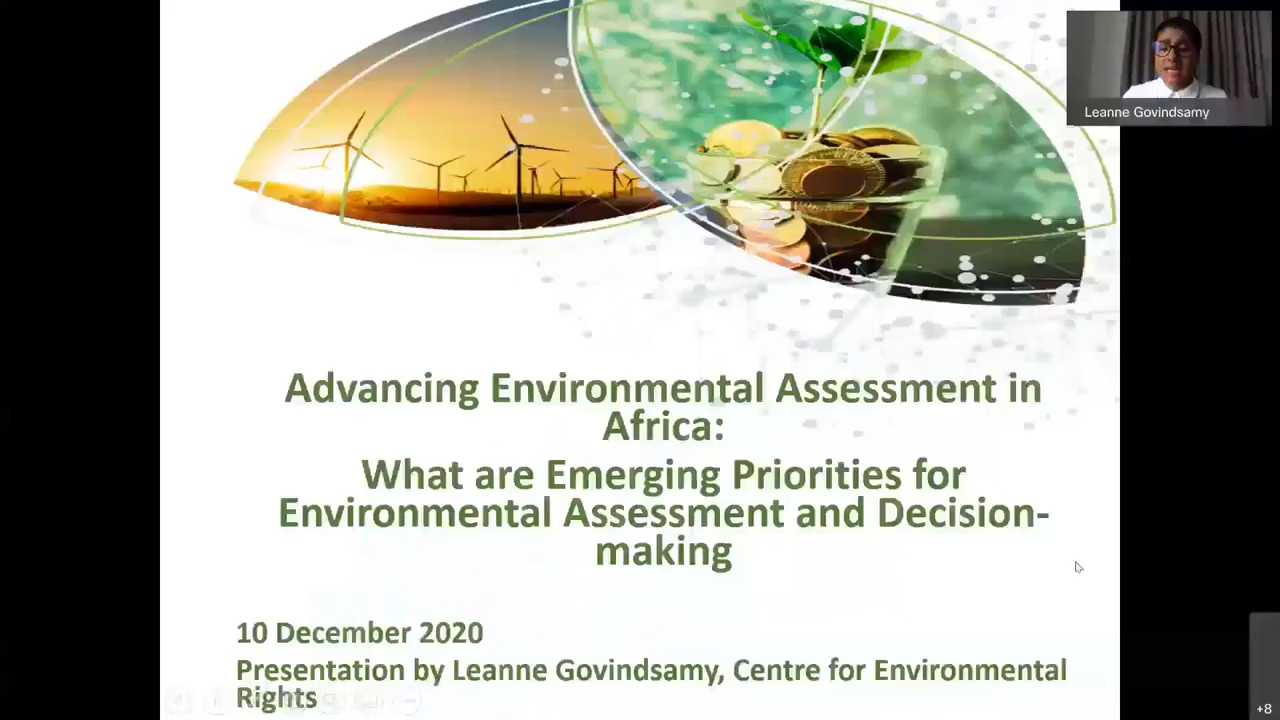 Leanne Govindsamy
Advancing Environmental Assessment in
Africa:
What are Emerging Priorities for
Environmental Assessment and Decision-
making
10 December 2020
Presentation by Leanne Govindsamy, Centre for Environmental
Rights
+8